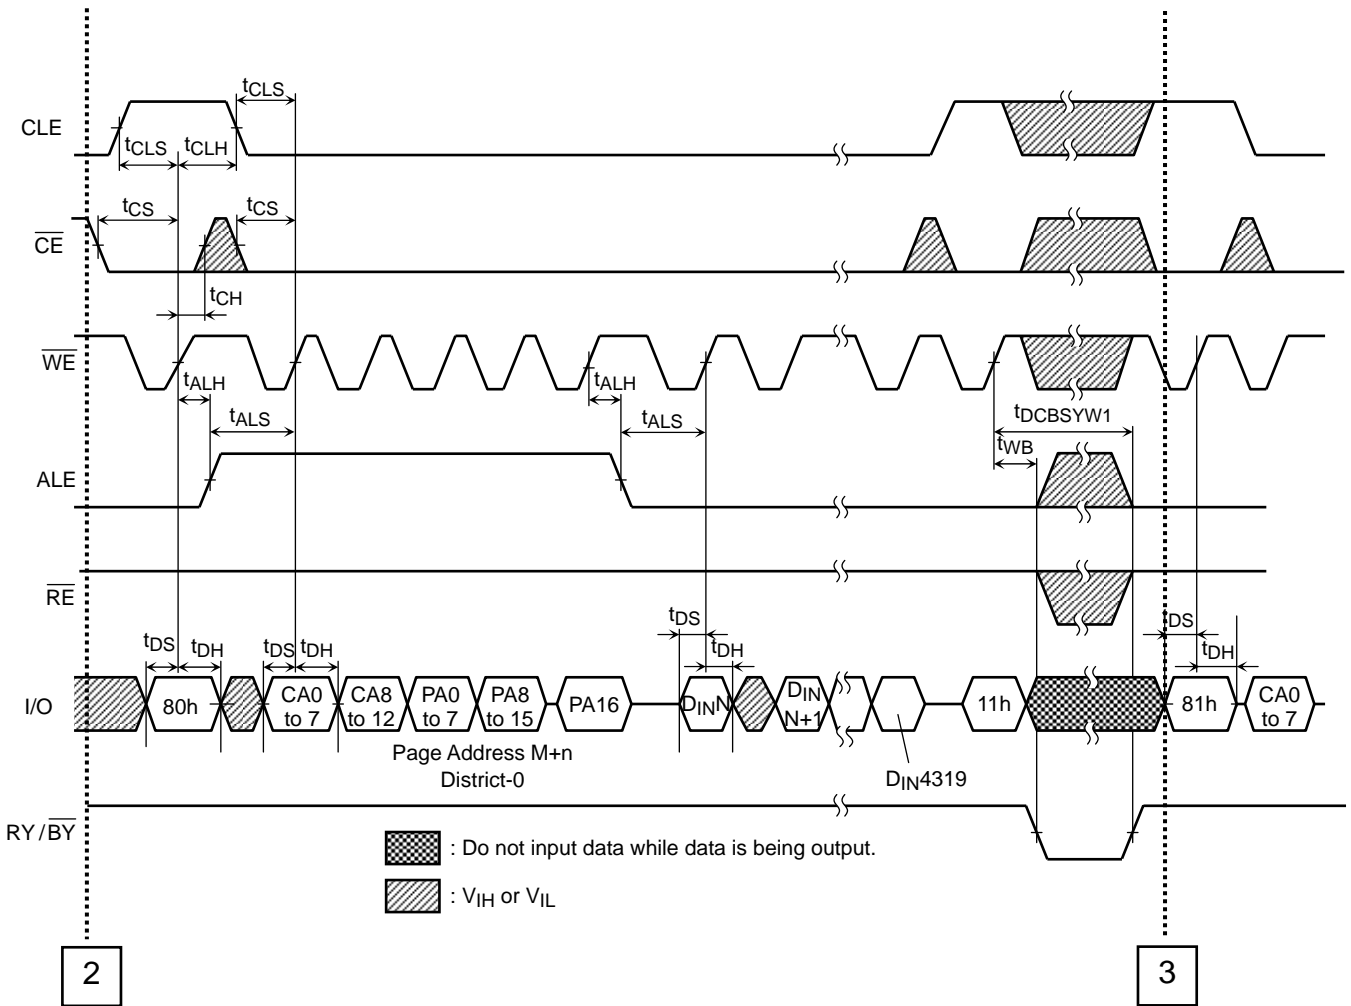 tCLS
CLE
tCLS
tCLH
tCS
tCS
CE
tCH
WE
tALH
tALS
tALH
tALS
tDCBSYW1
tWB
ALE
RE
tDS
tDH
tDS
tDH
tDS
tDH
tDS
tDH
I/O
80h
CA0 to 7
CA8 to 12
PA0 to 7
PA8 to 15
PA16
DINN
DIN N+1
11h
81h
CA0 to 7
Page Address M+n
District-0
DIN4319
RY/BY
: Do not input data while data is being output.
: VIH or VIL
2
3